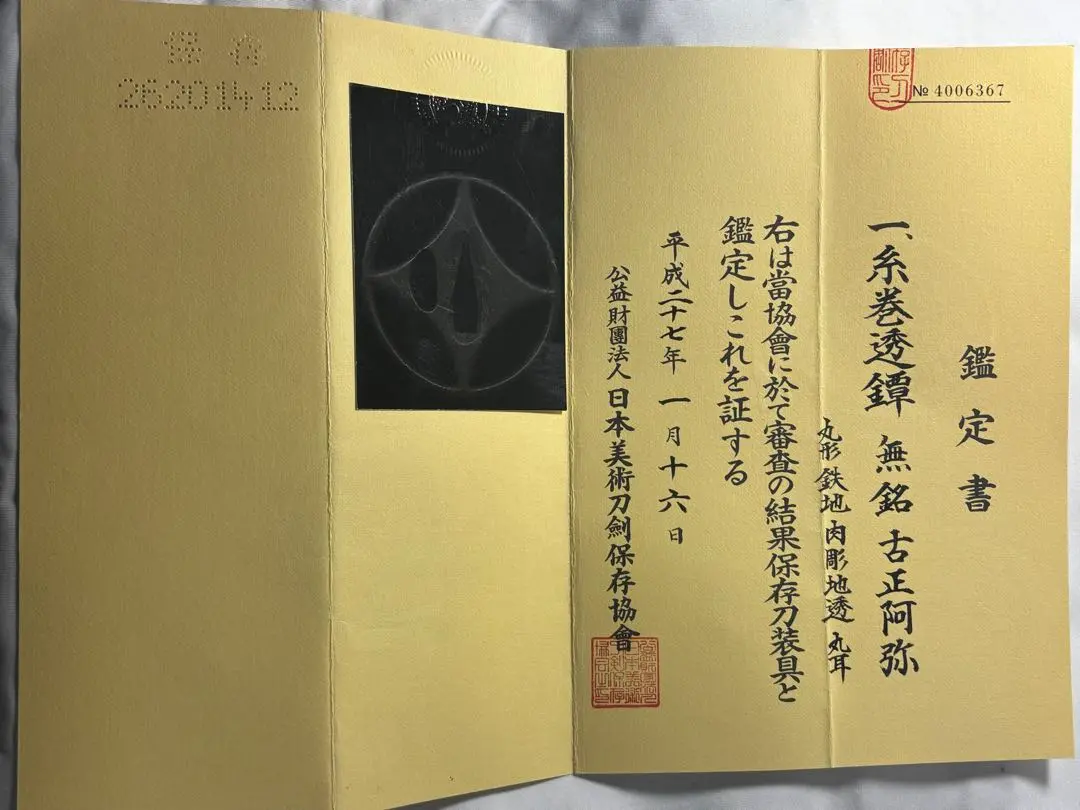 № 4006367
鑑定書
一、糸巻透鐔 無銘 古正阿弥
丸形 鉄地 肉彫地透 丸耳
右は當協會に於て審査の結果保存刀装具と
鑑定しこれを証する
平成二十七年一月十六日
公益財團法人日本美術刀劍保存協會
保存
26201412